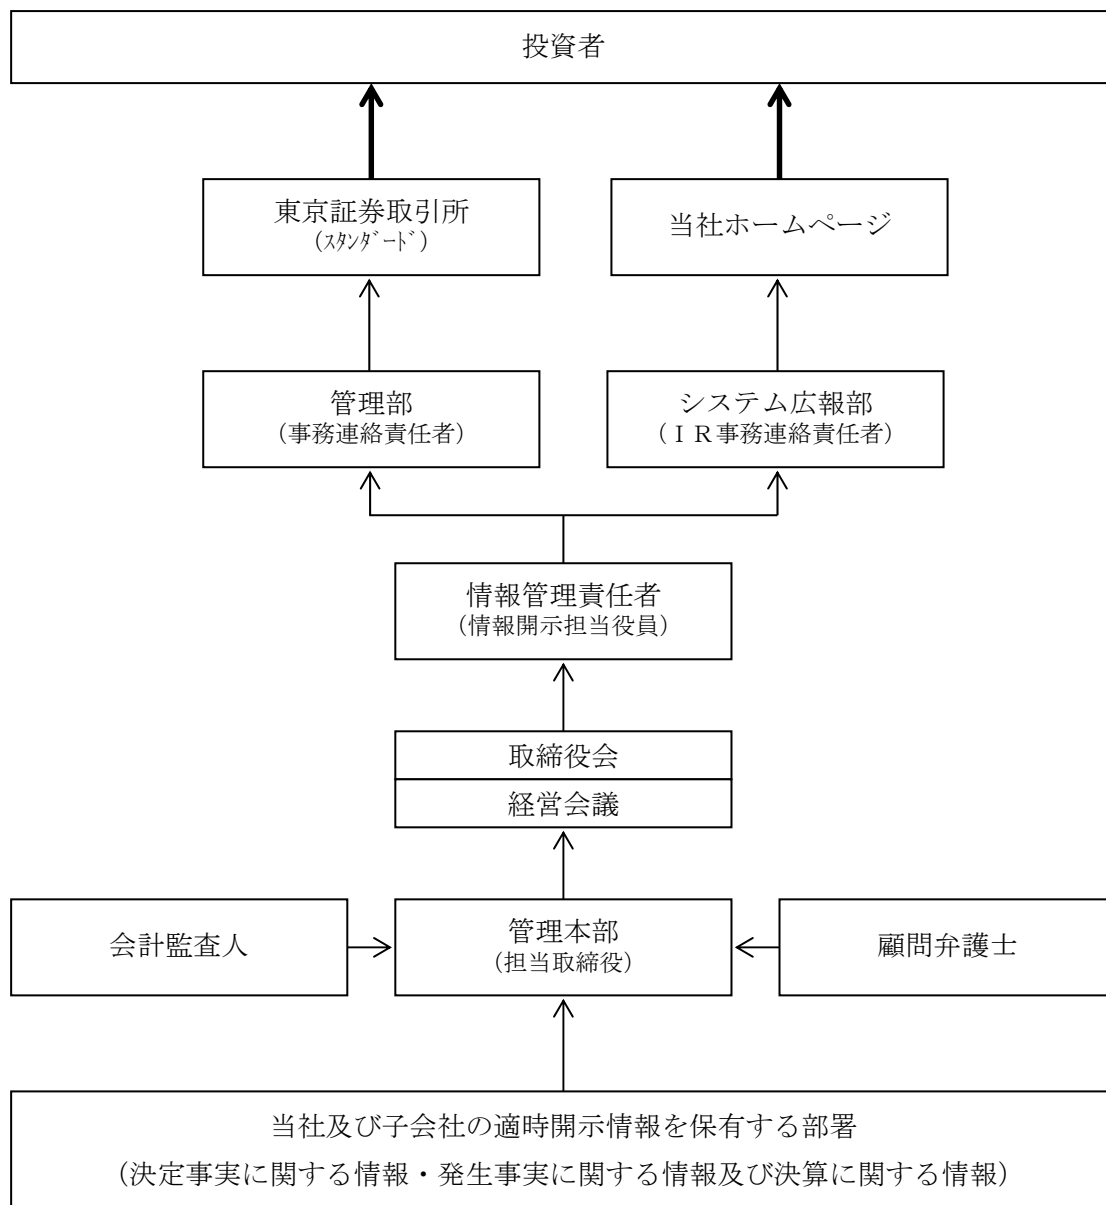 投資者
東京証券取引所
（ｽﾀﾝﾀﾞｰﾄﾞ）
当社ホームページ
管理部
（事務連絡責任者）
システム広報部
（ＩＲ事務連絡責任者）
情報管理責任者
（情報開示担当役員）
取締役会
経営会議
会計監査人
管理本部
（担当取締役）
顧問弁護士
当社及び子会社の適時開示情報を保有する部署
（決定事実に関する情報・発生事実に関する情報及び決算に関する情報）